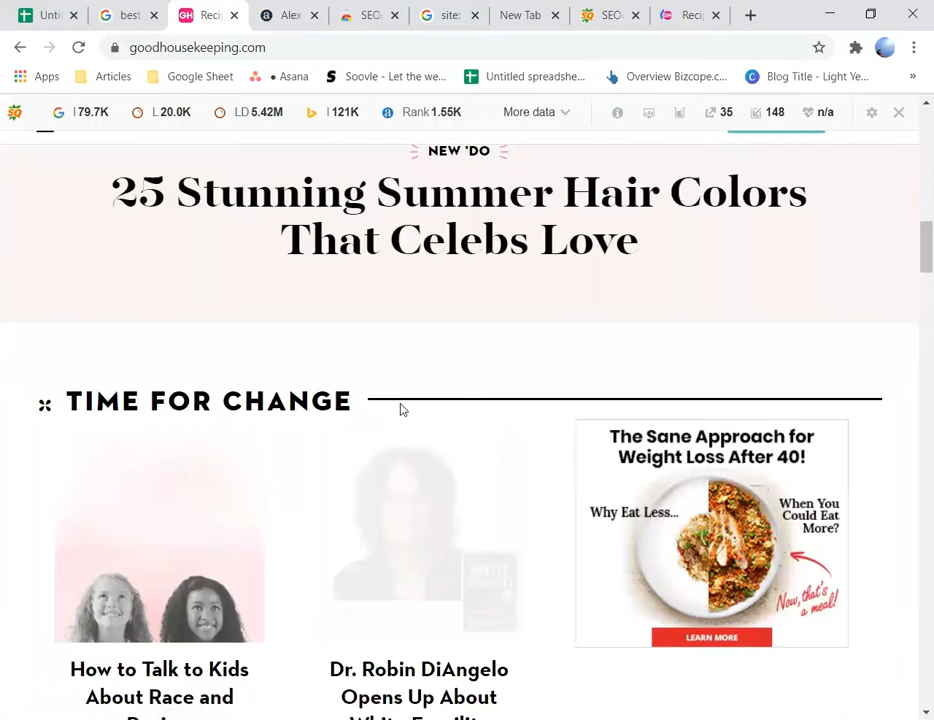 Unti
best
GH Recip
Alex
SEO
site:
New Tab
SEO
Recip
goodhousekeeping.com
Apps
Articles
Google Sheet
Asana
Soovle - Let the we...
Untitled spreadshe...
Overview Bizcope.c...
Blog Title - Light Ye...
»
I 79.7K
L 20.0K
LD 5.42M
I 121K
Rank 1.55K
More data
35
148
n/a
NEW 'DO
25 Stunning Summer Hair Colors
That Celebs Love
TIME FOR CHANGE
The Sane Approach for
Weight Loss After 40!
Why Eat Less...
When You
Could Eat
More?
Now, that's
a meal!
LEARN MORE
How to Talk to Kids
About Race and
Dr. Robin DiAngelo
Opens Up About